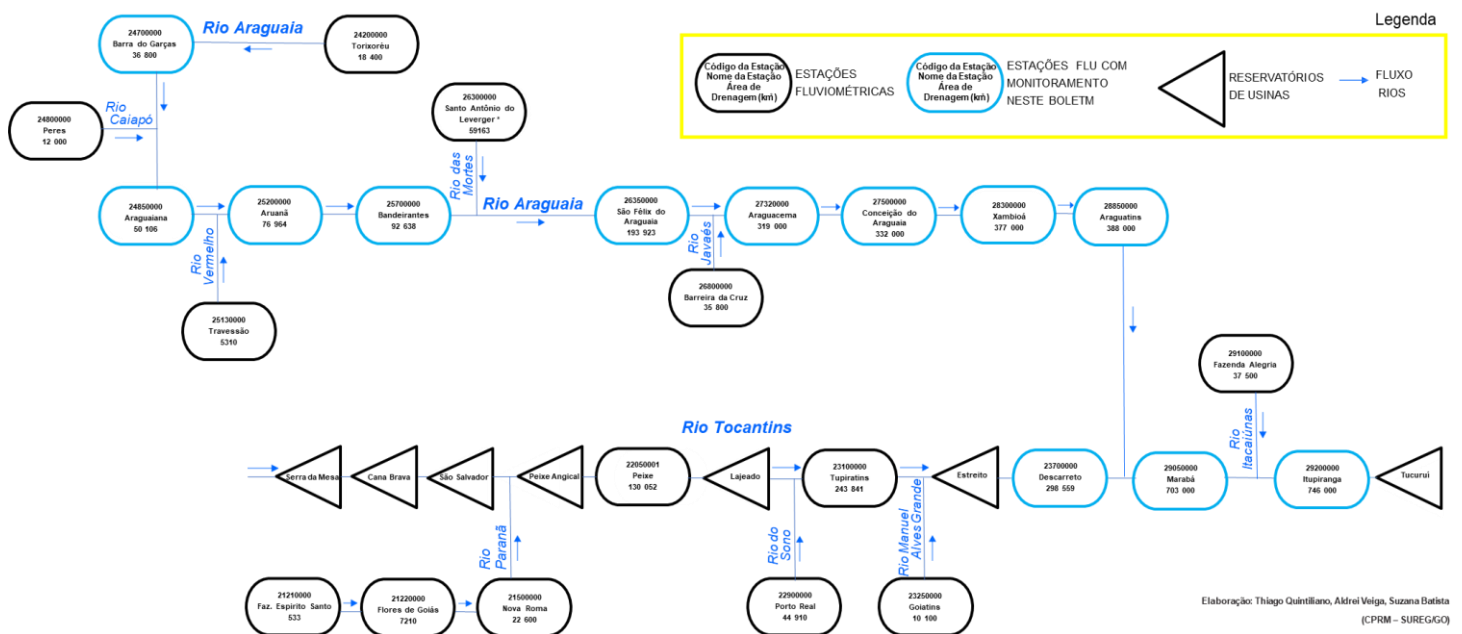 Legenda
Código da Estação
Nome da Estação
Área de
Drenagem (km)
ESTAÇÕES
FLUVIOMÉTRICAS
Código da Estação
Nome da Estação
Área de
Drenagem (km)
ESTAÇÕES FLU COM
MONITORAMENTO
NESTE BOLETM
RESERVATÓRIOS
DE USINAS
FLUXO
RIOS
24700000
Barra do Garças
36 800
Rio Araguaia
24200000
Torixoréu
18 400
24800000
Peres
12 000
Rio
Caiapó
26300000
Santo Antônio do
Leverger *
59163
Rio das
Mortes
24850000
Araguaiana
50 106
25200000
Aruanã
76 964
25700000
Bandeirantes
92 638
Rio Araguaia
26350000
São Félix do
Araguaia
193 923
27320000
Araguacema
319 000
27500000
Conceição do
Araguaia
332 000
28300000
Xambioá
377 000
28850000
Araguatins
388 000
Rio
Vermelho
Rio
Javaés
25130000
Travessão
5310
26800000
Barreira da Cruz
35 800
29100000
Fazenda Alegria
37 500
Rio
Itacaiúnas
Rio Tocantins
Serra da Mesa
Cana Brava
São Salvador
Peixe Angical
22050001
Peixe
130 052
Lajeado
23100000
Tupiratins
243 841
Estreito
23700000
Descarreto
298 559
29050000
Marabá
703 000
29200000
Itupiranga
746 000
Tucuruí
Rio
Paranã
Rio do
Sono
Rio Manuel
Alves Grande
21210000
Faz. Espirito Santo
533
21220000
Flores de Goiás
7210
21500000
Nova Roma
22 600
22900000
Porto Real
44 910
23250000
Goiatins
10 100
Elaboração: Thiago Quintiliano, Aldrei Veiga, Suzana Batista
(CPRM – SUREG/GO)